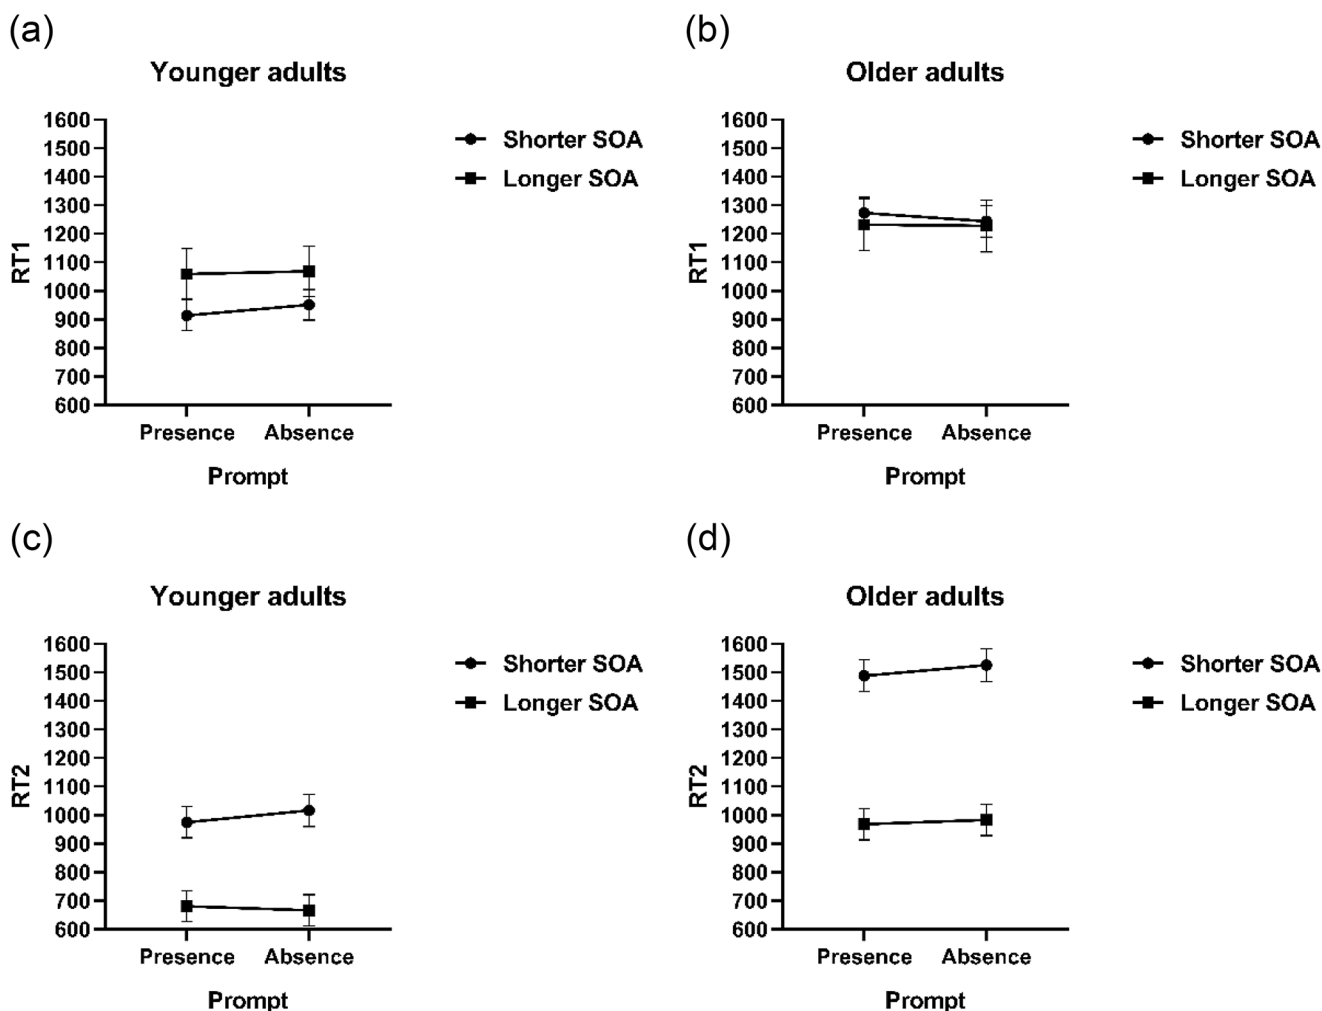 (a)
Younger adults
1600
1500
1400
1300
1200
1100
1000
900
800
700
600
RT1
Presence Absence
Prompt
Shorter SOA
Longer SOA
(b)
Older adults
1600
1500
1400
1300
1200
1100
1000
900
800
700
600
RT1
Presence Absence
Prompt
Shorter SOA
Longer SOA
(c)
Younger adults
1600
1500
1400
1300
1200
1100
1000
900
800
700
600
RT2
Presence Absence
Prompt
Shorter SOA
Longer SOA
(d)
Older adults
1600
1500
1400
1300
1200
1100
1000
900
800
700
600
RT2
Presence Absence
Prompt
Shorter SOA
Longer SOA